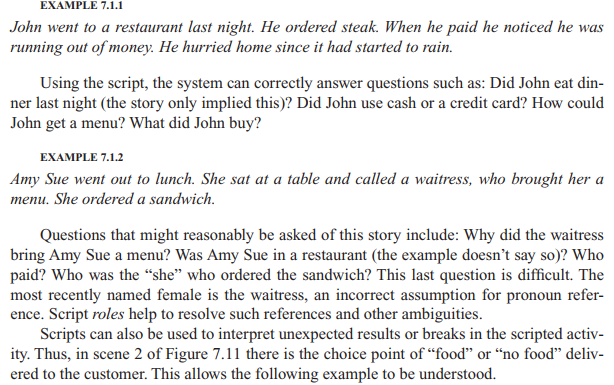 EXAMPLE 7.1.1
John went to a restaurant last night. He ordered steak. When he paid he noticed he was
running out of money. He hurried home since it had started to rain.
Using the script, the system can correctly answer questions such as: Did John eat din-
ner last night (the story only implied this)? Did John use cash or a credit card? How could
John get a menu? What did John buy?
EXAMPLE 7.1.2
Amy Sue went out to lunch. She sat at a table and called a waitress, who brought her a
menu. She ordered a sandwich.
Questions that might reasonably be asked of this story include: Why did the waitress
bring Amy Sue a menu? Was Amy Sue in a restaurant (the example doesn’t say so)? Who
paid? Who was the “she” who ordered the sandwich? This last question is difficult. The
most recently named female is the waitress, an incorrect assumption for pronoun refer-
ence. Script roles help to resolve such references and other ambiguities.
Scripts can also be used to interpret unexpected results or breaks in the scripted activ-
ity. Thus, in scene 2 of Figure 7.11 there is the choice point of “food” or “no food” deliv-
ered to the customer. This allows the following example to be understood.